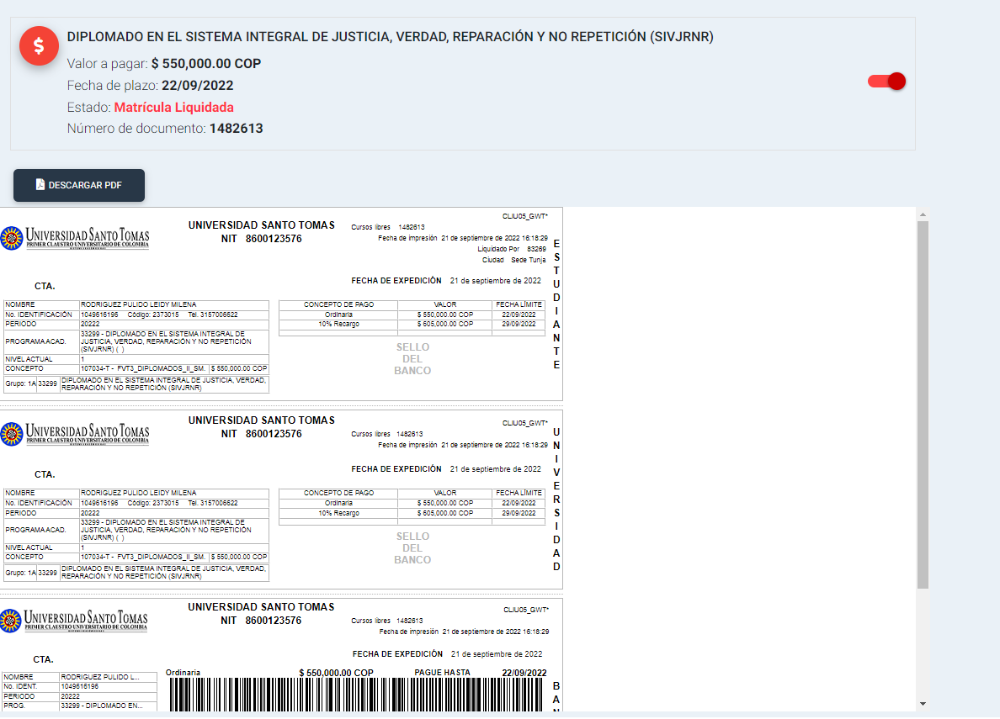 DIPLOMADO EN EL SISTEMA INTEGRAL DE JUSTICIA, VERDAD, REPARACIÓN Y NO REPETICIÓN (SIVJRNR)
Valor a pagar: $ 550,000.00 COP
Fecha de plazo: 22/09/2022
Estado: Matrícula Liquidada
Número de documento: 1482613
DESCARGAR PDF
CLIU05_GWT*
UNIVERSIDAD SANTO TOMAS
NIT 8600123576
Cursos libres 1482613
Fecha de impresión 21 de septiembre de 2022 16:18:29
Liquidado Por 83269
Ciudad Sede Tunja
UNIVERSIDAD SANTO TOMAS
PRIMER CLAUSTRO UNIVERSITARIO DE COLOMBIA
FECHA DE EXPEDICIÓN 21 de septiembre de 2022
CTA.
ESTUDIANTE
NOMBRE RODRIGUEZ PULIDO LEIDY MILENA
No. IDENTIFICACIÓN 1049616196 Código: 2373015 Tel. 3157006622
PERIODO 20222
PROGRAMA ACAD. 33299 - DIPLOMADO EN EL SISTEMA INTEGRAL DE
JUSTICIA, VERDAD, REPARACIÓN Y NO REPETICIÓN
(SIVJRNR) ( )
NIVEL ACTUAL 1
CONCEPTO 107034-T - FVT3_DIPLOMADOS_II_SM. $ 550,000.00 COP
Grupo: 1A 33299 DIPLOMADO EN EL SISTEMA INTEGRAL DE JUSTICIA, VERDAD,
REPARACIÓN Y NO REPETICIÓN (SIVJRNR)
CONCEPTO DE PAGO VALOR FECHA LÍMITE
Ordinaria $ 550,000.00 COP 22/09/2022
10% Recargo $ 605,000.00 COP 29/09/2022
SELLO
DEL
BANCO
UNIVERSIDAD SANTO TOMAS
NIT 8600123576
CLIU05_GWT*
Cursos libres 1482613
Fecha de impresión 21 de septiembre de 2022 16:18:29
UNIVERSIDAD SANTO TOMAS
PRIMER CLAUSTRO UNIVERSITARIO DE COLOMBIA
FECHA DE EXPEDICIÓN 21 de septiembre de 2022
CTA.
UNIVERSIDAD
NOMBRE RODRIGUEZ PULIDO LEIDY MILENA
No. IDENTIFICACIÓN 1049616196 Código: 2373015 Tel. 3157006622
PERIODO 20222
PROGRAMA ACAD. 33299 - DIPLOMADO EN EL SISTEMA INTEGRAL DE
JUSTICIA, VERDAD, REPARACIÓN Y NO REPETICIÓN
(SIVJRNR) ( )
NIVEL ACTUAL 1
CONCEPTO 107034-T - FVT3_DIPLOMADOS_II_SM. $ 550,000.00 COP
Grupo: 1A 33299 DIPLOMADO EN EL SISTEMA INTEGRAL DE JUSTICIA, VERDAD,
REPARACIÓN Y NO REPETICIÓN (SIVJRNR)
CONCEPTO DE PAGO VALOR FECHA LÍMITE
Ordinaria $ 550,000.00 COP 22/09/2022
10% Recargo $ 605,000.00 COP 29/09/2022
SELLO
DEL
BANCO
UNIVERSIDAD SANTO TOMAS
NIT 8600123576
CLIU05_GWT*
Cursos libres 1482613
Fecha de impresión 21 de septiembre de 2022 16:18:29
UNIVERSIDAD SANTO TOMAS
PRIMER CLAUSTRO UNIVERSITARIO DE COLOMBIA
FECHA DE EXPEDICIÓN 21 de septiembre de 2022
CTA.
Ordinaria $ 550,000.00 COP PAGUE HASTA 22/09/2022
NOMBRE RODRIGUEZ PULIDO L...
No. IDENT. 1049616196
PERIODO 20222
PROG. 33299 - DIPLOMADO EN...
BA